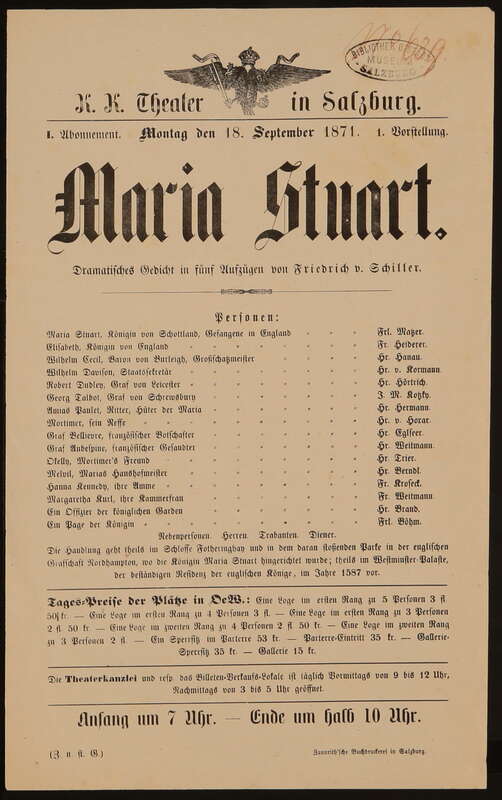 No 639
BIBLIOTHEK D. STÄDT.
MUSEUM
SALZBURG
K. K. Theater in Salzburg.
I. Abonnement. Montag den 18. September 1871. 1. Vorstellung.
Maria Stuart.
Dramatisches Gedicht in fünf Aufzügen von Friedrich v. Schiller.
Personen:
Maria Stuart, Königin von Schottland, Gefangene in England - - - Frl. Matzer.
Elisabeth, Königin von England - - - - - - - Fr. Heiderer.
Wilhelm Cecil, Baron von Burleigh, Großschatzmeister - - - - Hr. Hanau.
Wilhelm Davison, Staatssekretär - - - - - - - Hr. v. Kormann.
Robert Dudley, Graf von Leicester - - - - - - - Hr. Hörtrich.
Georg Talbot, Graf von Schrewsbury - - - - - - J. M. Kotzky.
Amias Paulet, Ritter, Hüter der Maria - - - - - - Hr. Hermann.
Mortimer, sein Neffe - - - - - - - - - Hr. v. Horar.
Graf Bellievre, französischer Botschafter - - - - - - Hr. Eglseer.
Graf Aubespine, französischer Gesandter - - - - - - Hr. Weitmann.
Okelly, Mortimer's Freund - - - - - - - - Hr. Trier.
Melvil, Marias Haushofmeister - - - - - - - Hr. Berndl.
Hanna Kennedy, ihre Amme - - - - - - - - Fr. Kroseck.
Margaretha Kurl, ihre Kammerfrau - - - - - - - Fr. Weitmann.
Ein Offizier der königlichen Garden - - - - - - - Hr. Brand.
Ein Page der Königin - - - - - - - - - Frl. Böhm.
Nebenpersonen. Herren. Trabanten. Diener.
Die Handlung geht theils im Schlosse Fotheringhay und in dem daran stoßenden Parke in der englischen
Grafschaft Nordhampton, wo die Königin Maria Stuart hingerichtet wurde; theils im Westminster-Palaste,
der beständigen Residenz der englischen Könige, im Jahre 1587 vor.
Tages-Preise der Plätze in OeW.: Eine Loge im ersten Rang zu 5 Personen 3 fl
50 kr. — Eine Loge im ersten Rang zu 4 Personen 3 fl. — Eine Loge im ersten Rang zu 3 Personen
2 fl 50 kr. — Eine Loge im zweiten Rang zu 4 Personen 2 fl 50 kr. — Eine Loge im zweiten Rang
zu 3 Personen 2 fl — Ein Sperrsitz im Parterre 53 kr. — Parterre-Eintritt 35 kr. — Gallerie-
Sperrsitz 35 kr. — Gallerie 15 kr.
Die Theaterkanzlei und resp. das Billeten-Verkaufs-Lokale ist täglich Vormittags von 9 bis 12 Uhr,
Nachmittags von 3 bis 5 Uhr geöffnet.
Anfang um 7 Uhr. — Ende um halb 10 Uhr.
(Z. n. st. G.) Zaunrith'sche Buchdruckerei in Salzburg.